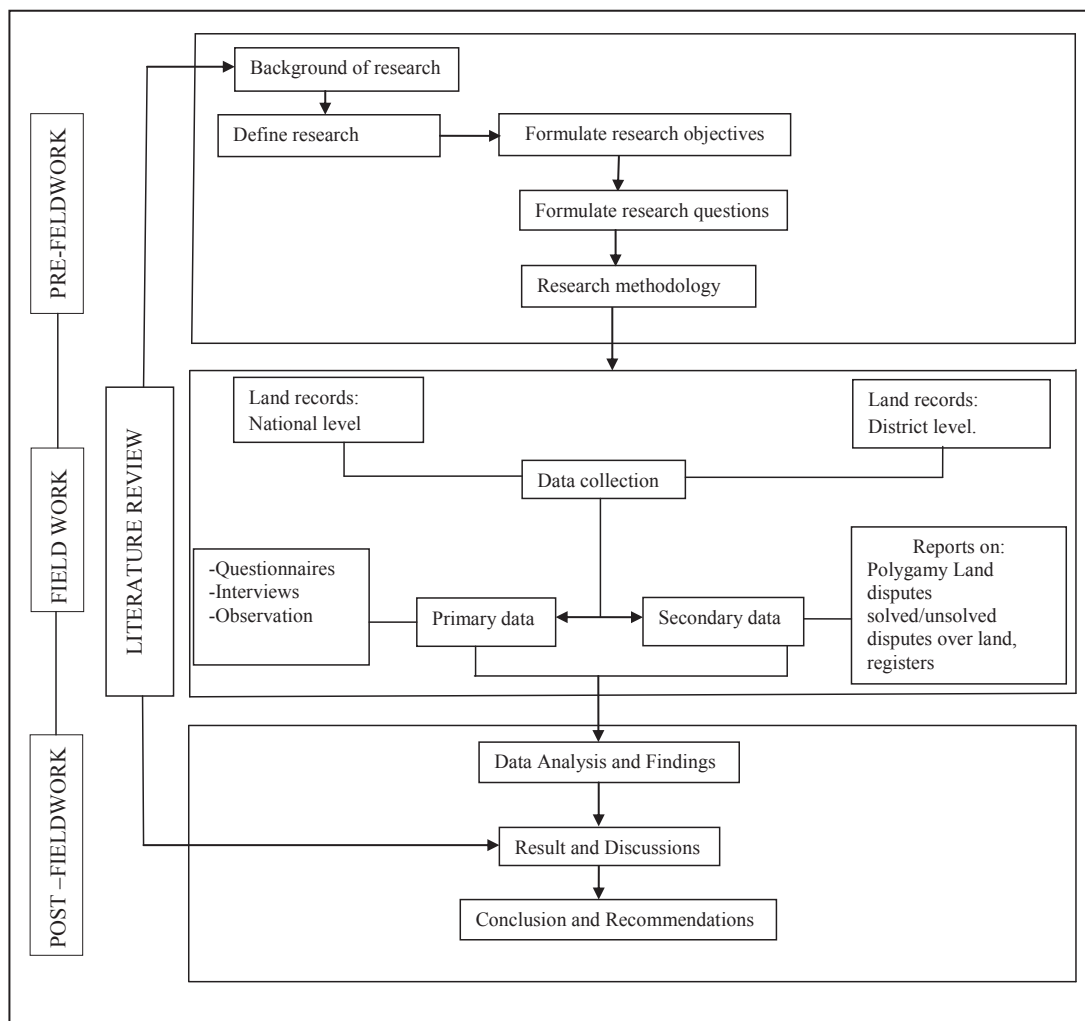 Background of research
Define research
Formulate research objectives
Formulate research questions
Research methodology
PRE-FELDWORK
LITERATURE REVIEW
FIELD WORK
Land records:
National level
Land records:
District level.
Data collection
-Questionnaires
-Interviews
-Observation
Primary data
Secondary data
Reports on:
Polygamy Land
disputes
solved/unsolved
disputes over land,
registers
POST –FIELDWORK
Data Analysis and Findings
Result and Discussions
Conclusion and Recommendations